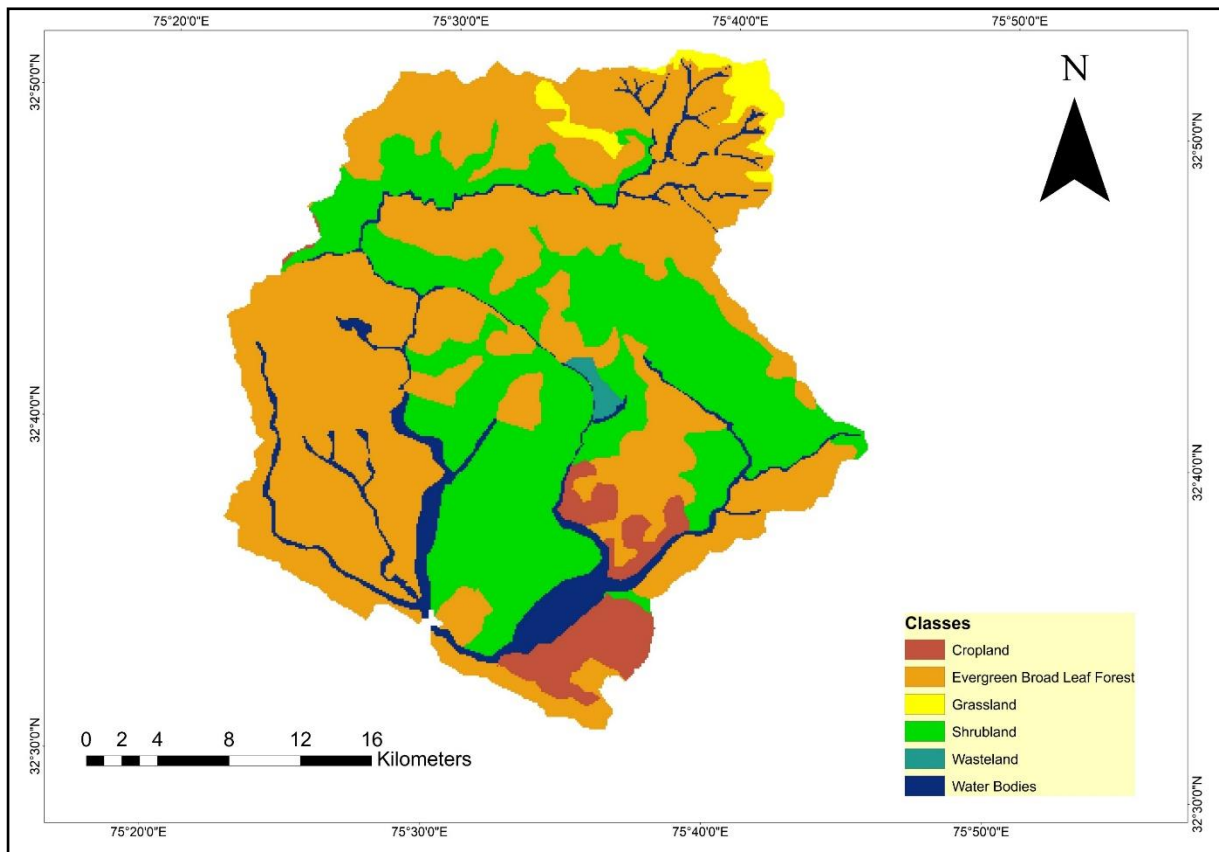 75°20'0"E 75°30'0"E 75°40'0"E 75°50'0"E
32°50'0"N
32°50'0"N
N
32°40'0"N
32°40'0"N
32°30'0"N
32°30'0"N
Classes
Cropland
Evergreen Broad Leaf Forest
Grassland
Shrubland
Wasteland
Water Bodies
0 2 4 8 12 16
Kilometers
75°20'0"E 75°30'0"E 75°40'0"E 75°50'0"E